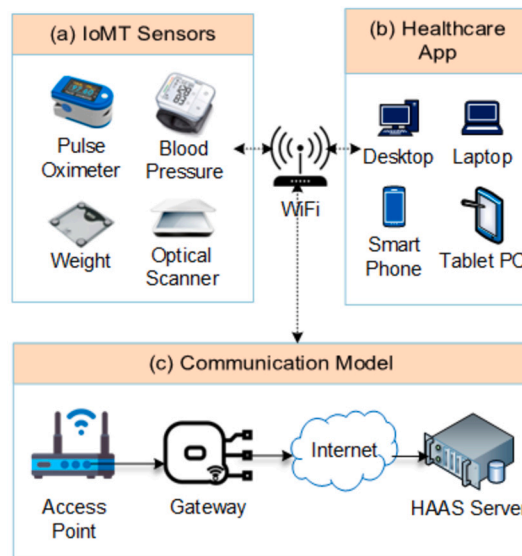 (a) IoMT Sensors
Pulse
Oximeter
Blood
Pressure
Weight
Optical
Scanner
WiFi
(b) Healthcare
App
Desktop
Laptop
Smart
Phone
Tablet PC
(c) Communication Model
Access
Point
Gateway
Internet
HAAS Server